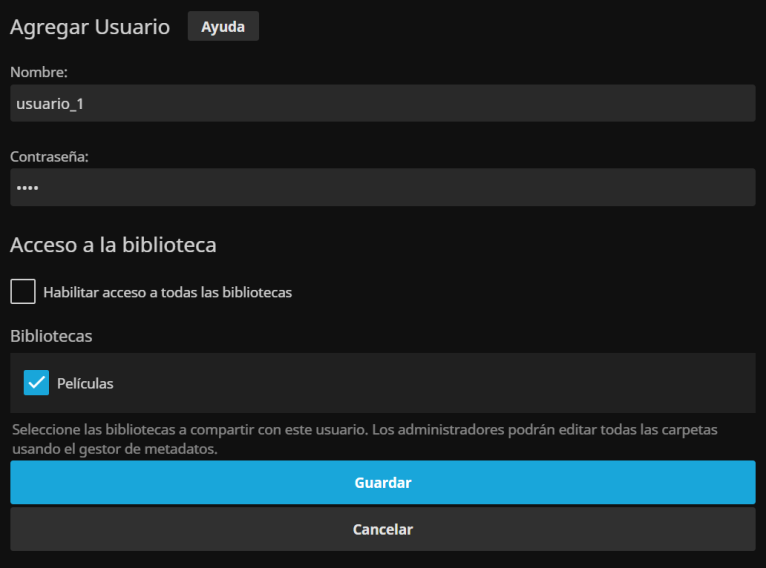 Agregar Usuario Ayuda
Nombre:
usuario_1
Contraseña:
••••
Acceso a la biblioteca
Habilitar acceso a todas las bibliotecas
Bibliotecas
Películas
Seleccione las bibliotecas a compartir con este usuario. Los administradores podrán editar todas las carpetas
usando el gestor de metadatos.
Guardar
Cancelar